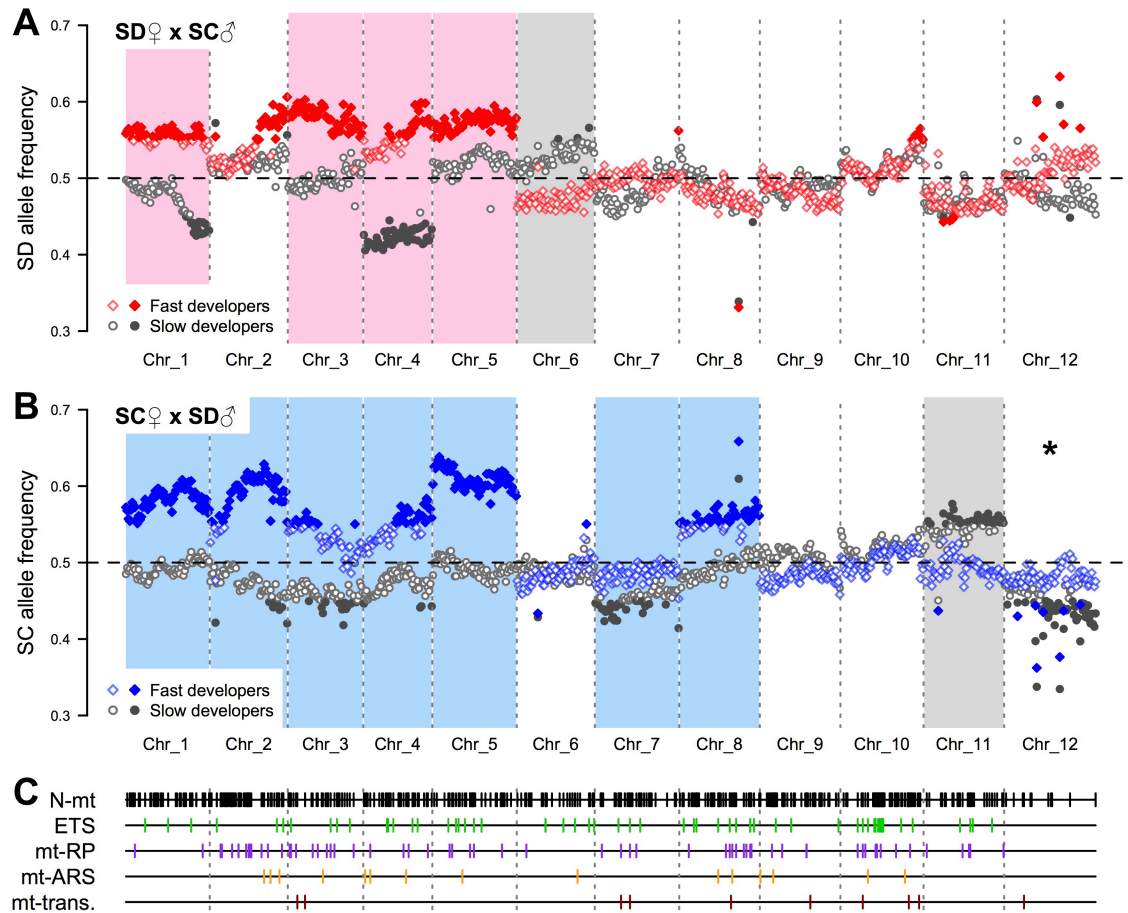 A
SD♀ x SC♂
SD allele frequency
0.7
0.6
0.5
0.4
0.3
Fast developers
Slow developers
Chr_1 Chr_2 Chr_3 Chr_4 Chr_5 Chr_6 Chr_7 Chr_8 Chr_9 Chr_10 Chr_11 Chr_12
B
SC♀ x SD♂
SC allele frequency
0.7
0.6
0.5
0.4
0.3
*
Fast developers
Slow developers
Chr_1 Chr_2 Chr_3 Chr_4 Chr_5 Chr_6 Chr_7 Chr_8 Chr_9 Chr_10 Chr_11 Chr_12
C
N-mt
ETS
mt-RP
mt-ARS
mt-trans.